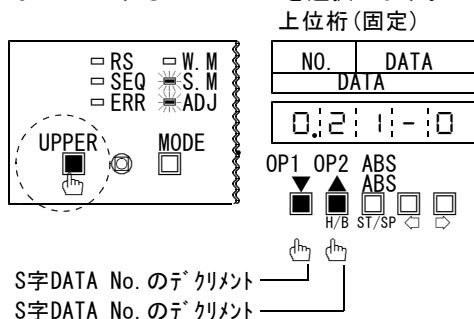 上位桁(固定)
RS W.M
SEQ S.M
ERR ADJ
UPPER MODE
NO. DATA
DATA
0.21-0
OP1 OP2 ABS
ABS
H/B ST/SP
S字DATA No.のﾃﾞｸﾘﾒﾝﾄ
S字DATA No.のﾃﾞｸﾘﾒﾝﾄ